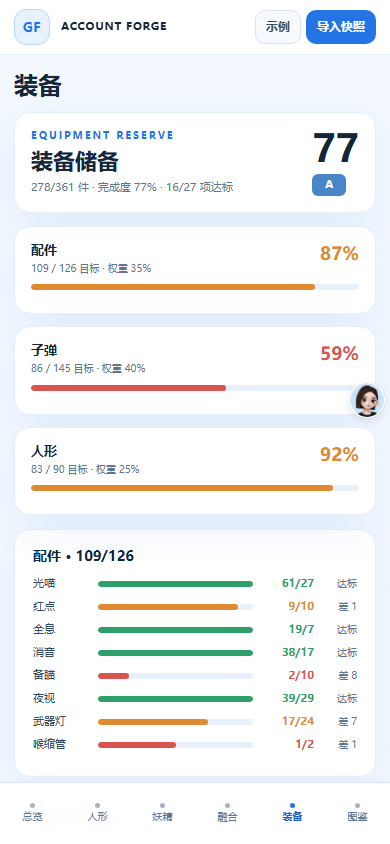 GF ACCOUNT FORGE 示例 导入快照
装备
EQUIPMENT RESERVE
装备储备
77
278/361 件 · 完成度 77% · 16/27 项达标
A
配件
87%
109 / 126 目标 · 权重 35%
子弹
59%
86 / 145 目标 · 权重 40%
人形
92%
83 / 90 目标 · 权重 25%
配件 • 109/126
光瞄 61/27 达标
红点 9/10 差 1
全息 19/7 达标
消音 38/17 达标
备瞄 2/10 差 8
夜视 39/29 达标
武器灯 17/24 差 7
喉缩管 1/2 差 1
总览 人形 妖精 融合 装备 图鉴